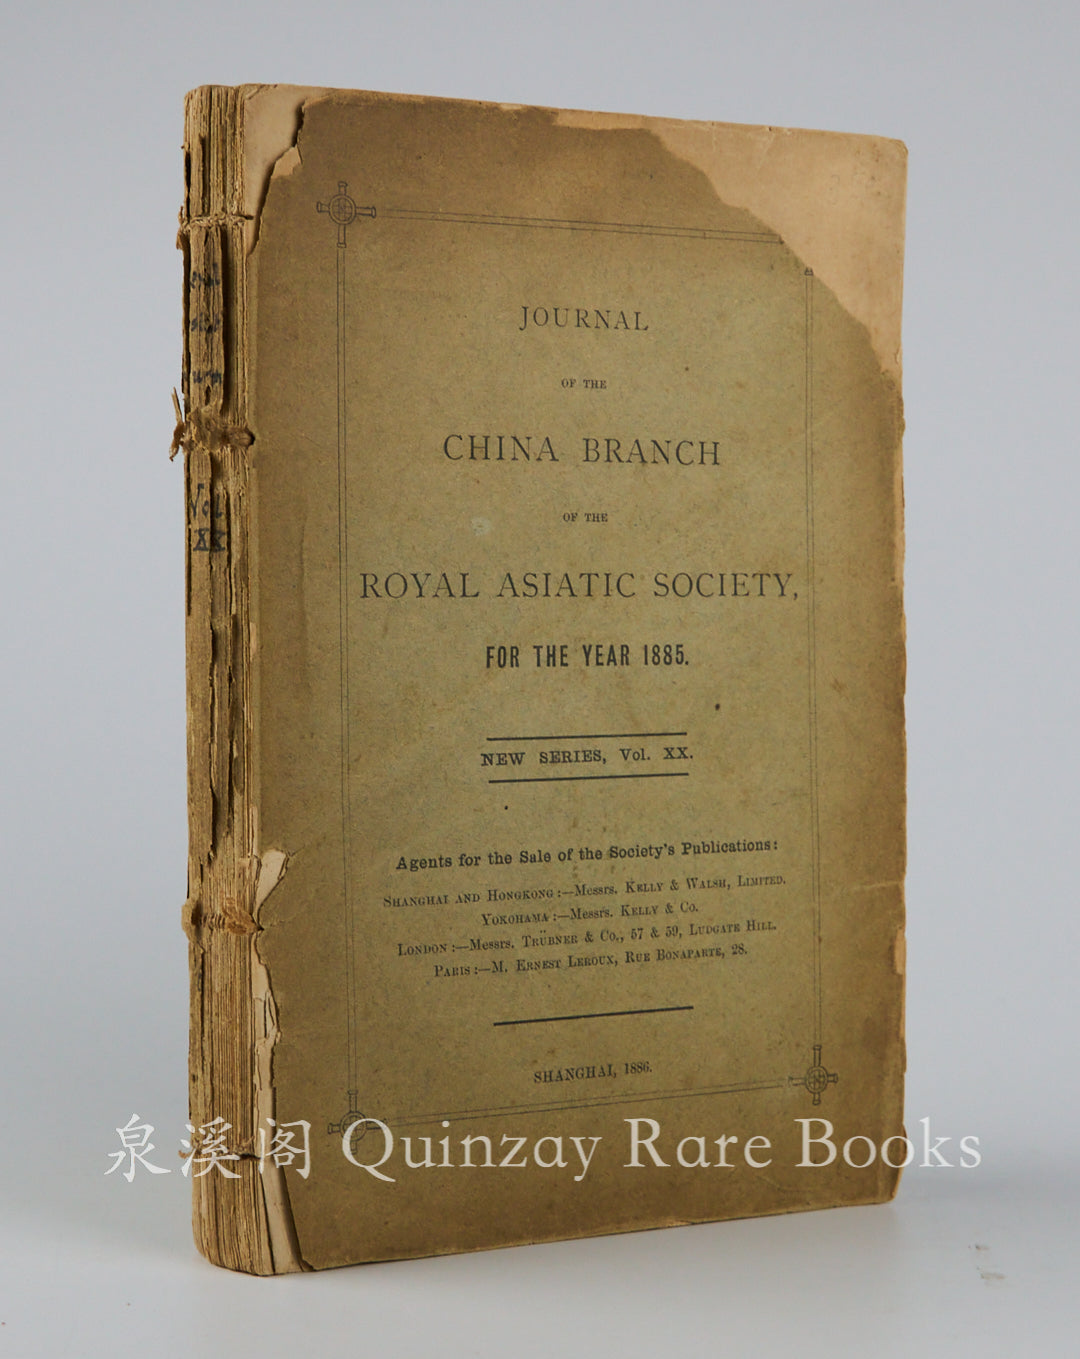 JOURNAL
OF THE
CHINA BRANCH
OF THE
ROYAL ASIATIC SOCIETY,
FOR THE YEAR 1885.
NEW SERIES, Vol. XX.
Agents for the Sale of the Society's Publications:
SHANGHAI AND HONGKONG:—Messrs. KELLY & WALSH, LIMITED.
YOKOHAMA:—Messrs. KELLY & Co.
LONDON:—Messrs. TRÜBNER & Co., 57 & 59, LUDGATE HILL.
PARIS:—M. ERNEST LEROUX, RUE BONAPARTE, 28.
SHANGHAI, 1886.
Vol.
XX
泉溪阁 Quinzay Rare Books